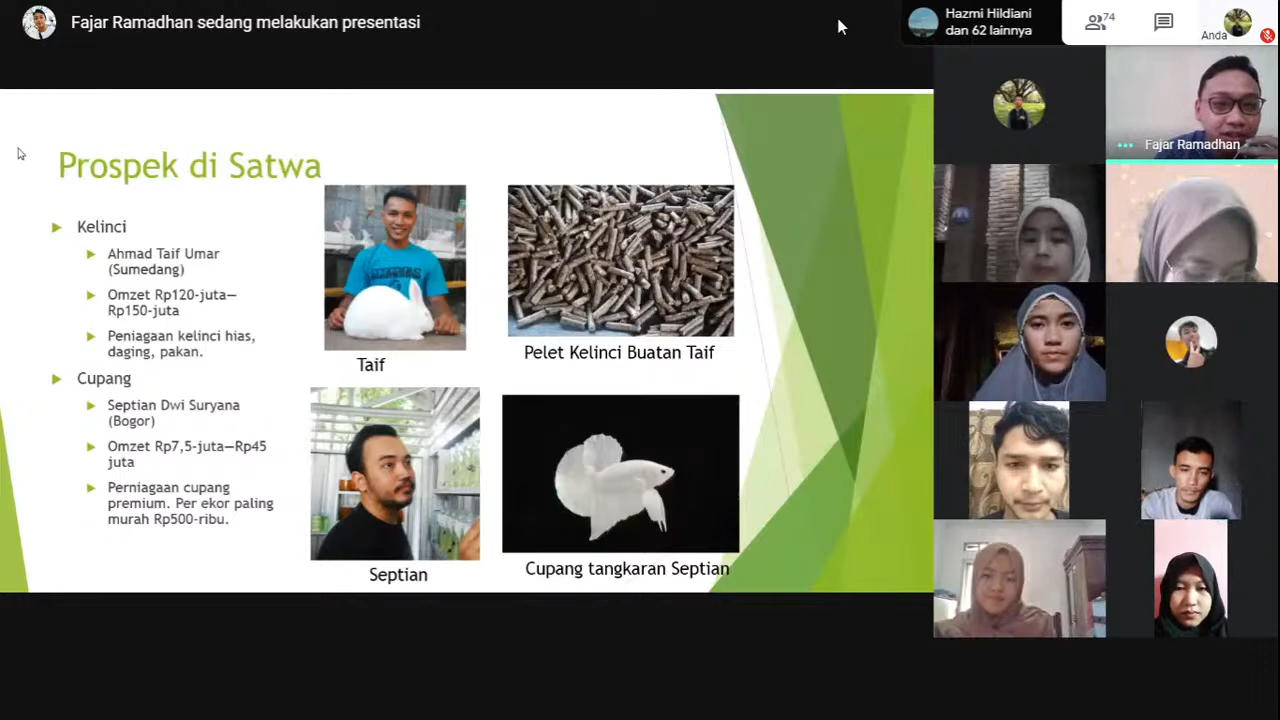 Fajar Ramadhan sedang melakukan presentasi
Hazmi Hildiani
dan 62 lainnya
74
Anda
Fajar Ramadhan
Prospek di Satwa
Kelinci
Ahmad Taif Umar
(Sumedang)
Omzet Rp120-juta—
Rp150-juta
Peniagaan kelinci hias,
daging, pakan.
Cupang
Septian Dwi Suryana
(Bogor)
Omzet Rp7,5-juta—Rp45
juta
Perniagaan cupang
premium. Per ekor paling
murah Rp500-ribu.
Taif
Pelet Kelinci Buatan Taif
Septian
Cupang tangkaran Septian